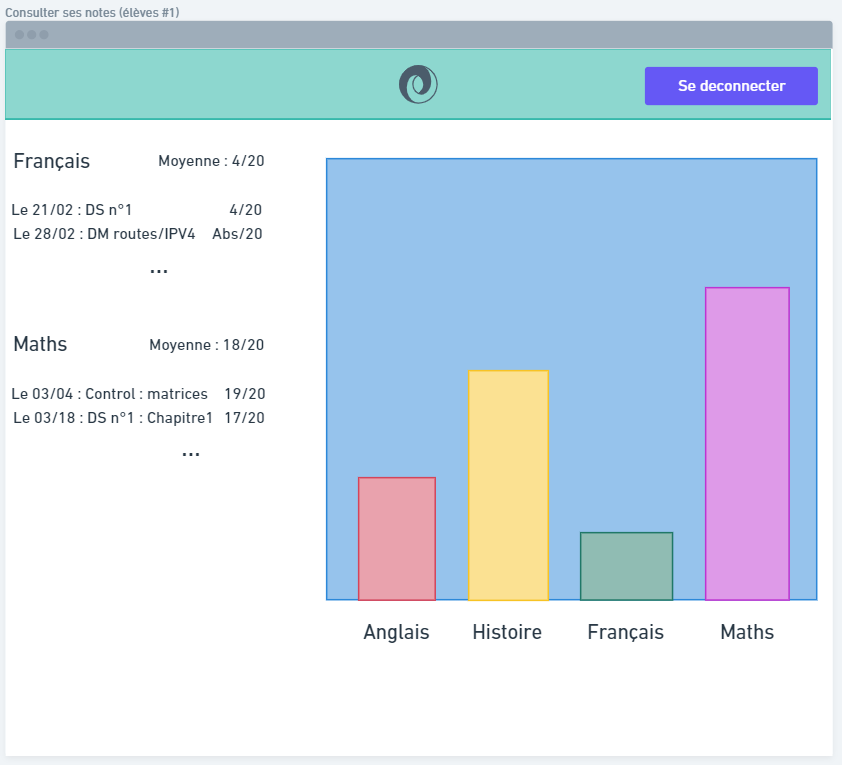 Consulter ses notes (élèves #1)
Se deconnecter
Français Moyenne : 4/20
Le 21/02 : DS n°1 4/20
Le 28/02 : DM routes/IPV4 Abs/20
...
Maths Moyenne : 18/20
Le 03/04 : Control : matrices 19/20
Le 03/18 : DS n°1 : Chapitre1 17/20
...
Anglais Histoire Français Maths